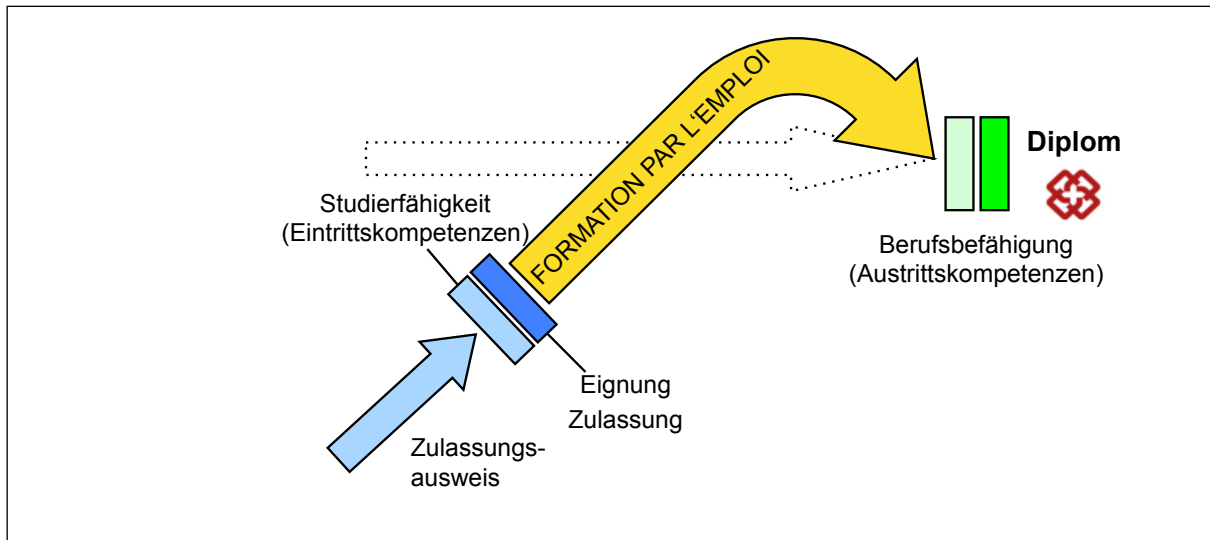 FORMATION PAR L'EMPLOI
Diplom
Studierfähigkeit
(Eintrittskompetenzen)
Berufsbefähigung
(Austrittskompetenzen)
Eignung
Zulassung
Zulassungs-
ausweis